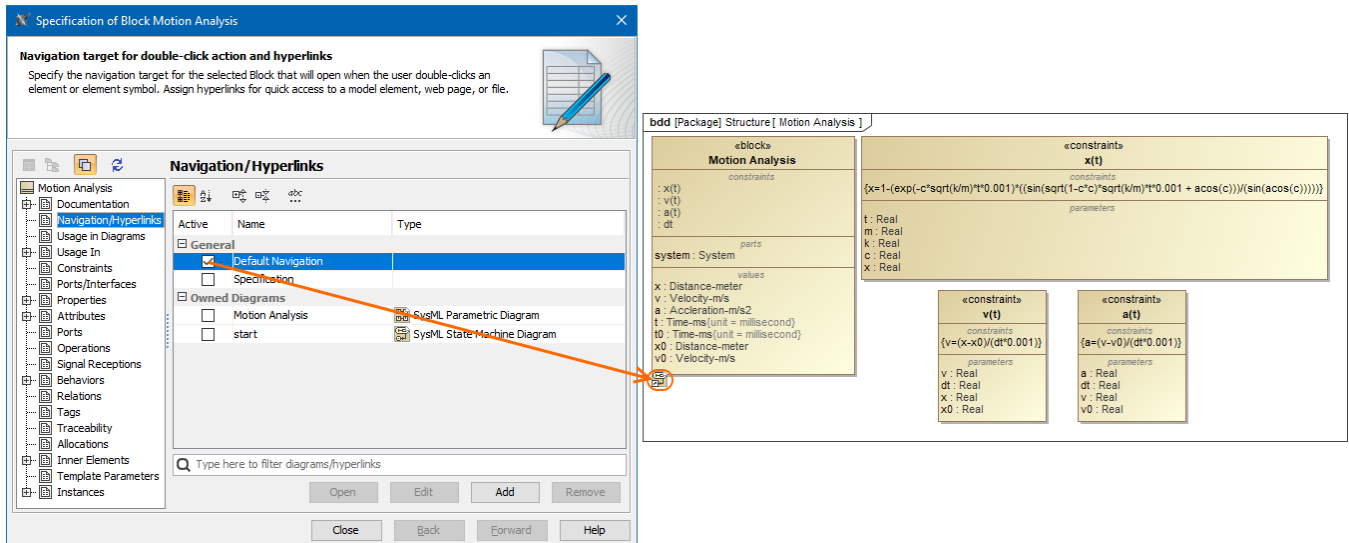 Specification of Block Motion Analysis
Navigation target for double-click action and hyperlinks
Specify the navigation target for the selected Block that will open when the user double-clicks an
element or element symbol. Assign hyperlinks for quick access to a model element, web page, or file.
Motion Analysis
Documentation
Navigation/Hyperlinks
Usage in Diagrams
Usage In
Constraints
Ports/Interfaces
Properties
Attributes
Ports
Operations
Signal Receptions
Behaviors
Relations
Tags
Traceability
Allocations
Inner Elements
Template Parameters
Instances
Navigation/Hyperlinks
Active Name Type
General
Default Navigation
Specification
Owned Diagrams
Motion Analysis SysML Parametric Diagram
start SysML State Machine Diagram
Type here to filter diagrams/hyperlinks
Open Edit Add Remove
Close Back Forward Help
bdd [Package] Structure [ Motion Analysis ]
«block»
Motion Analysis
constraints
: x(t)
: v(t)
: a(t)
: dt
parts
system : System
values
x : Distance-meter
v : Velocity-m/s
a : Accleration-m/s2
t : Time-ms{unit = millisecond}
t0 : Time-ms{unit = millisecond}
x0 : Distance-meter
v0 : Velocity-m/s
«constraint»
x(t)
constraints
{x=1-(exp(-c*sqrt(k/m)*t*0.001)*((sin(sqrt(1-c*c)*sqrt(k/m)*t*0.001 + acos(c)))/(sin(acos(c)))))}
parameters
t : Real
m : Real
k : Real
c : Real
x : Real
«constraint»
v(t)
constraints
{v=(x-x0)/(dt*0.001)}
parameters
v : Real
dt : Real
x : Real
x0 : Real
«constraint»
a(t)
constraints
{a=(v-v0)/(dt*0.001)}
parameters
a : Real
dt : Real
v : Real
v0 : Real